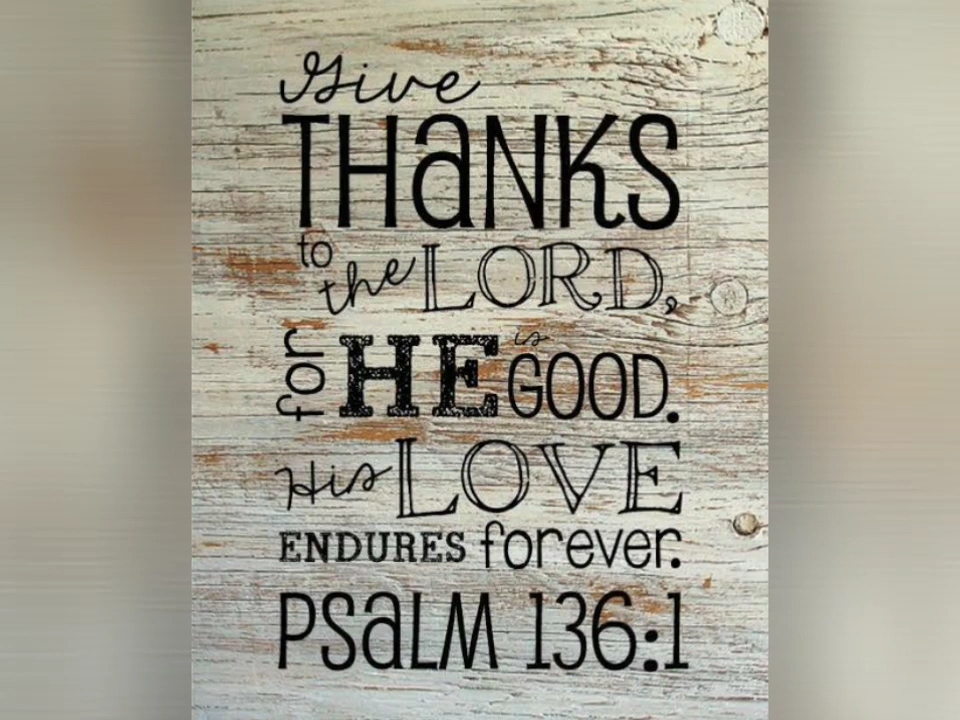 Give
THaNKS
to the LORD,
for HE is GOOD.
His LOVE
ENDURES forever.
PSaLM 136:1